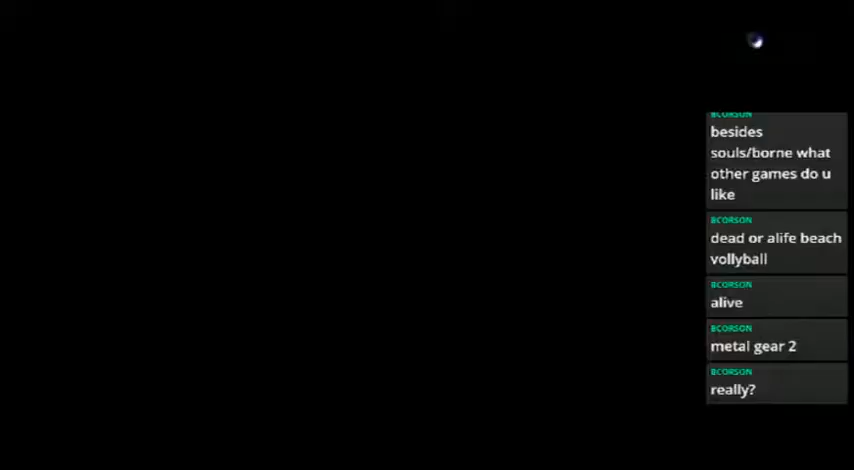 BCORSON
besides
souls/borne what
other games do u
like
BCORSON
dead or alife beach
vollyball
BCORSON
alive
BCORSON
metal gear 2
BCORSON
really?